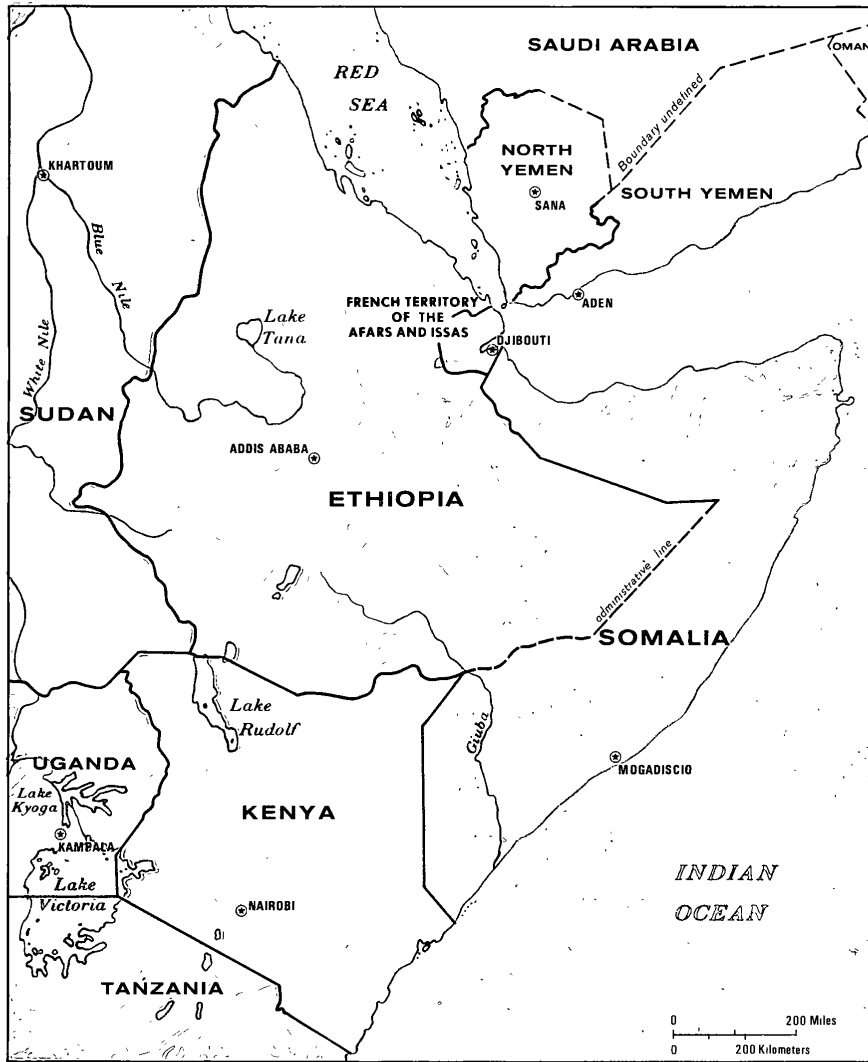 SAUDI ARABIA
OMAN
RED
SEA
Boundary undefined
NORTH
YEMEN
SANA
SOUTH YEMEN
KHARTOUM
Blue
Nile
White Nile
Lake
Tana
FRENCH TERRITORY
OF THE
AFARS AND ISSAS
ADEN
DJIBOUTI
SUDAN
ADDIS ABABA
ETHIOPIA
administrative line
SOMALIA
Lake
Rudolf
Giuba
MOGADISCIO
UGANDA
Lake
Kyoga
KAMPALA
KENYA
Lake
Victoria
NAIROBI
INDIAN
OCEAN
TANZANIA
0 200 Miles
0 200 Kilometers